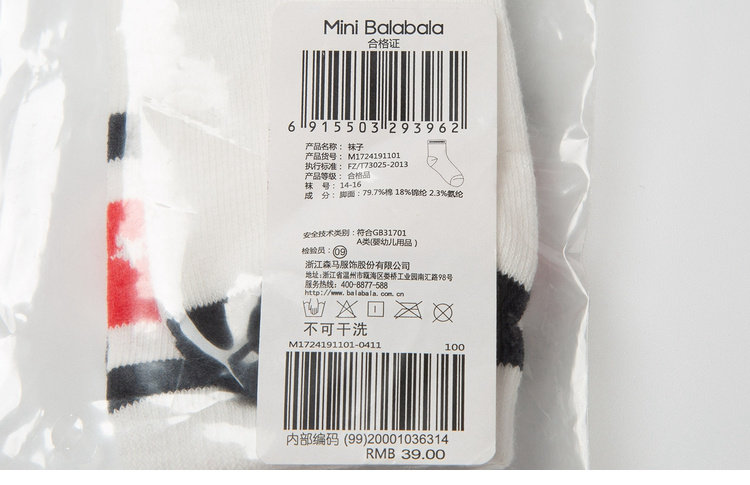 Mini Balabala
合格证
6 915503 293962
产品名称: 袜子
产品货号: M1724191101
执行标准: FZ/T73025-2013
产品等级: 合格品
袜 号: 14-16
成 分: 脚面: 79.7%棉 18%锦纶 2.3%氨纶
安全技术类别: 符合GB31701
A类(婴幼儿用品)
检验员: 09
浙江森马服饰股份有限公司
地址:浙江省温州市瓯海区娄桥工业园南汇路98号
服务热线: 400-8877-588
http://www.balabala.com.cn
不可干洗
M1724191101-0411 100
内部编码 (99)20001036314
RMB 39.00